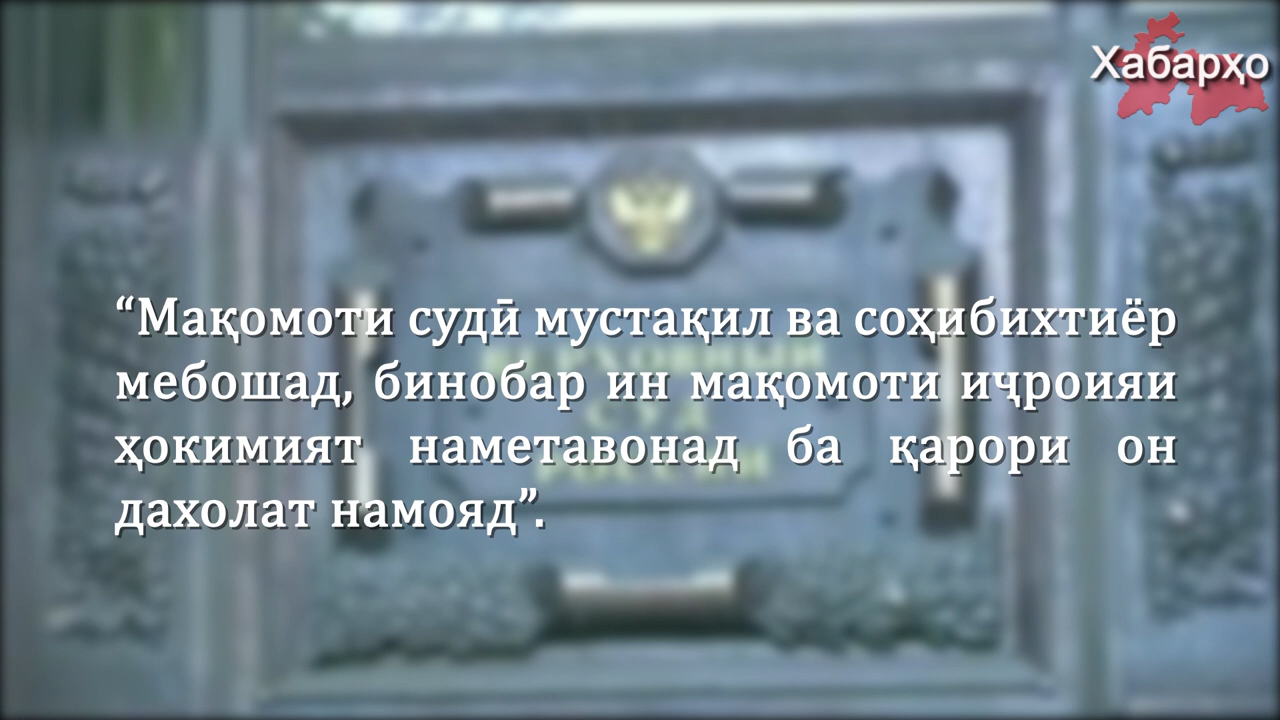 Хабарҳо
“Мақомоти судӣ мустақил ва соҳибихтиёр
мебошад, бинобар ин мақомоти иҷроияи
ҳокимият наметавонад ба қарори он
дахолат намояд”.